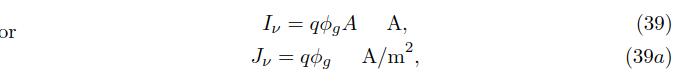 I_ν = qϕ_g A A, (39)
or
J_ν = qϕ_g A/m², (39a)